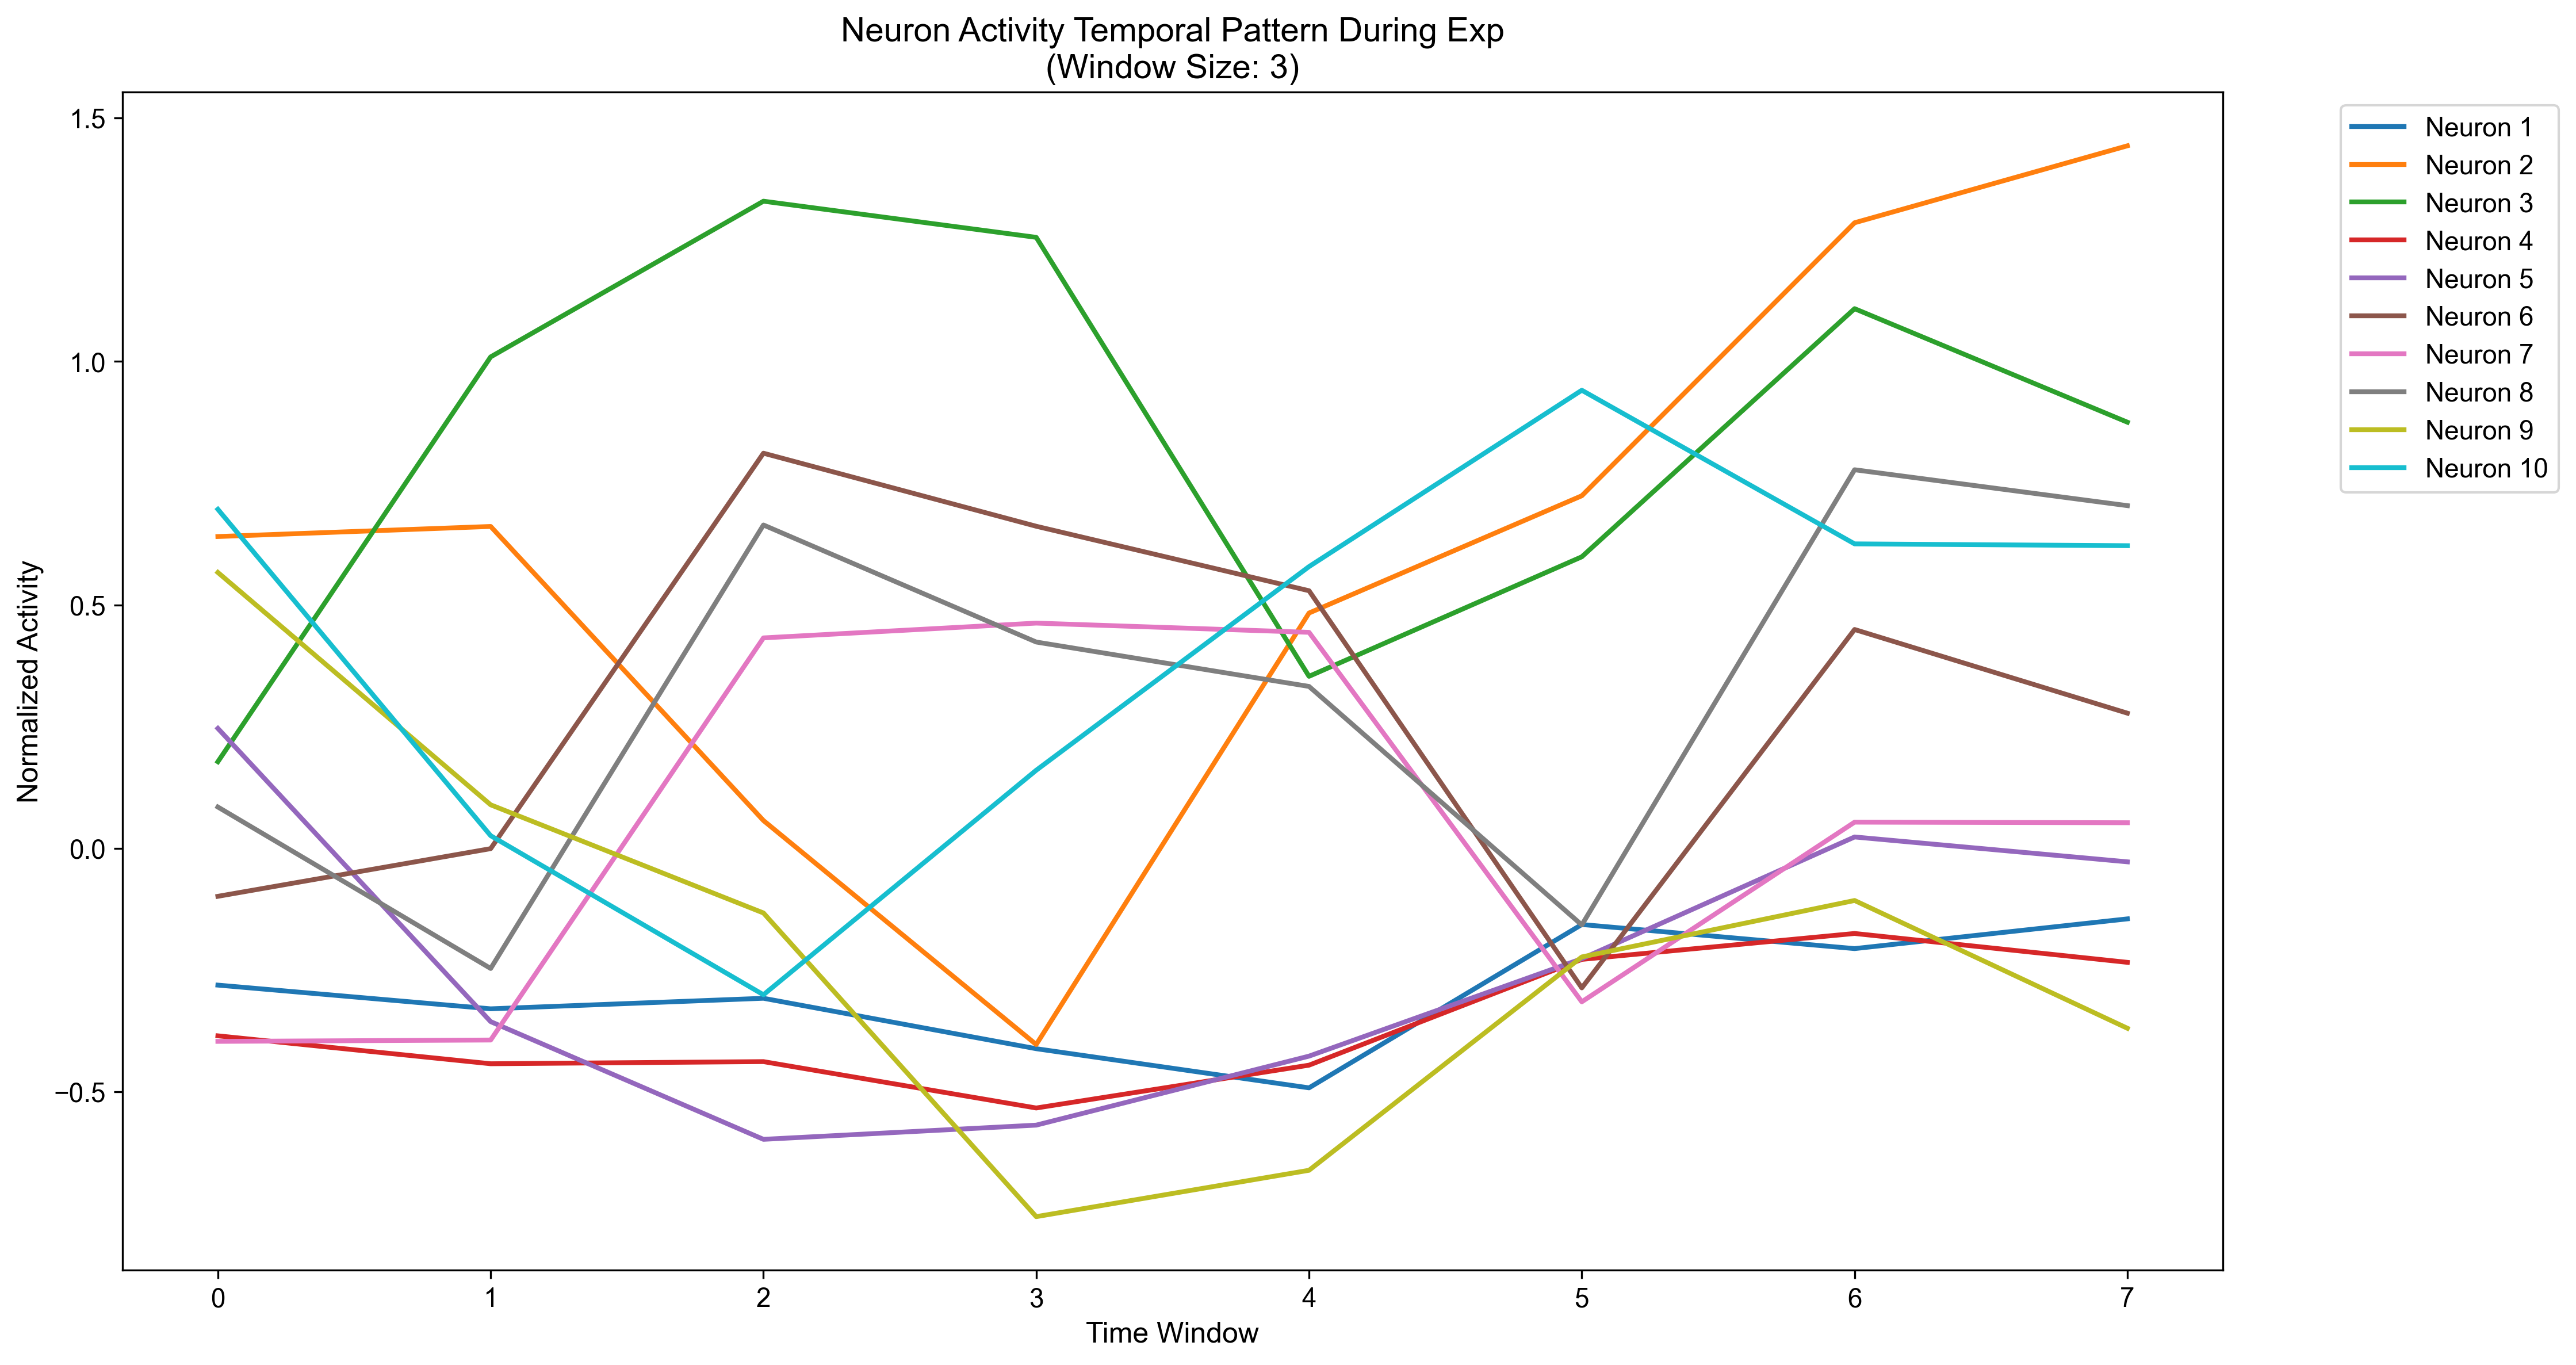 Neuron Activity Temporal Pattern During Exp
(Window Size: 3)
Normalized Activity
1.5
1.0
0.5
0.0
−0.5
0 1 2 3 4 5 6 7
Time Window
Neuron 1
Neuron 2
Neuron 3
Neuron 4
Neuron 5
Neuron 6
Neuron 7
Neuron 8
Neuron 9
Neuron 10